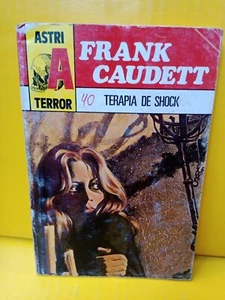 ASTRI
A
TERROR
FRANK
CAUDETT
40 TERAPIA DE SHOCK